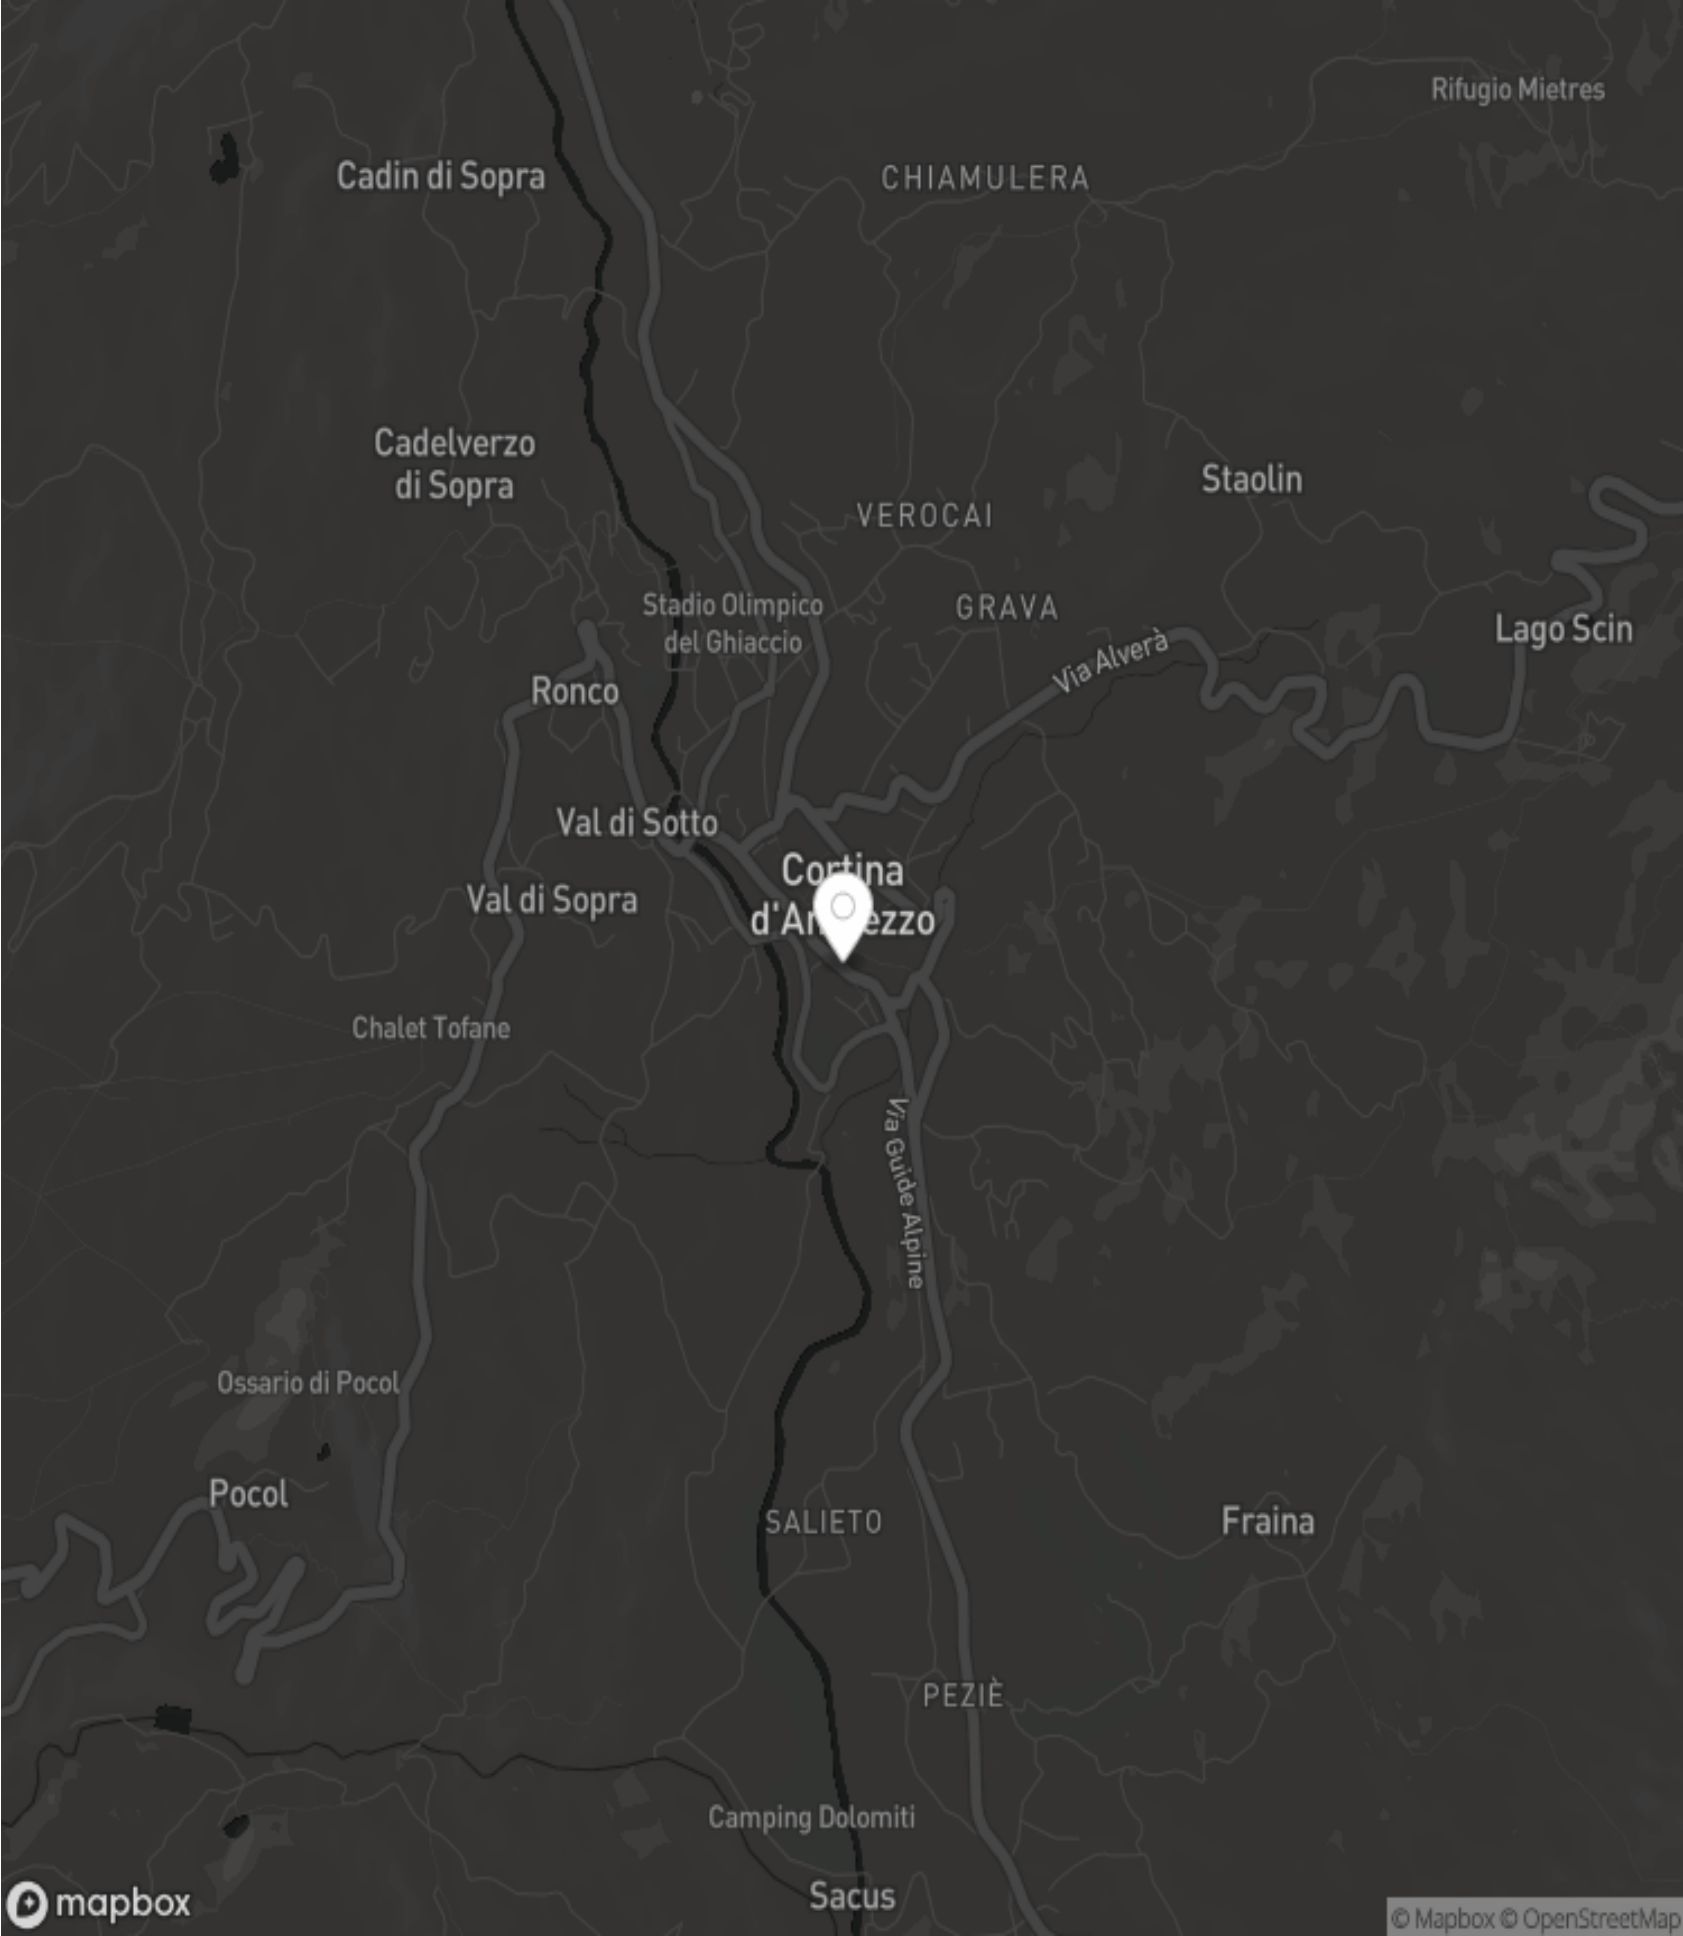 Rifugio Mietres
Cadin di Sopra
CHIAMULERA
Cadelverzo
di Sopra
Staolin
VEROCAI
Stadio Olimpico
del Ghiaccio
GRAVA
Lago Scin
Via Alverà
Ronco
Val di Sotto
Cortina
Val di Sopra
Chalet Tofane
Via Guide Alpine
Ossario di Pocol
Pocol
SALIETO
Fraina
PEZIÈ
Camping Dolomiti
Sacus
mapbox
© Mapbox © OpenStreetMap